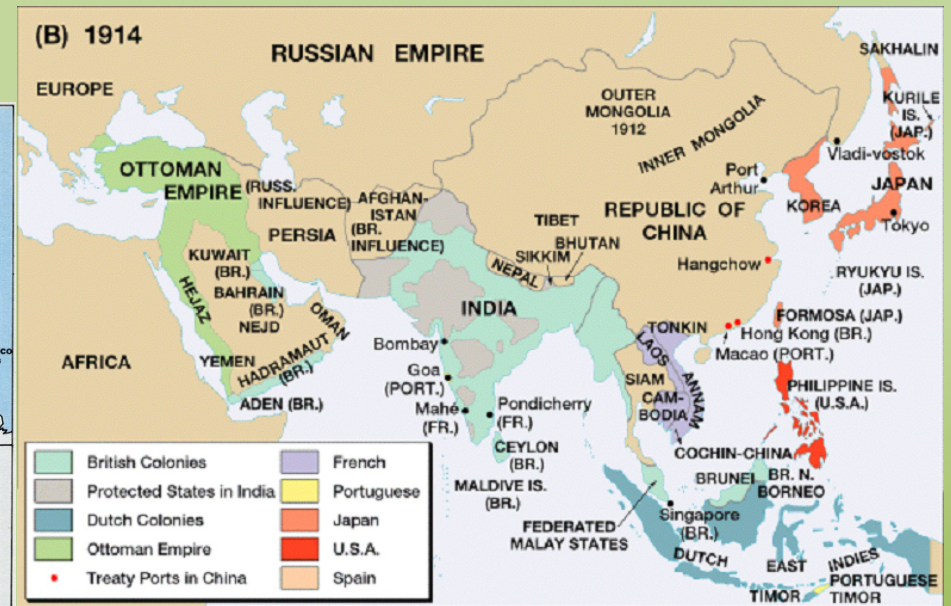 (B) 1914
RUSSIAN EMPIRE
EUROPE
SAKHALIN
KURILE
IS.
(JAP.)
OUTER
MONGOLIA
1912
INNER MONGOLIA
Vladi-vostok
Port
Arthur
JAPAN
KOREA
Tokyo
OTTOMAN
EMPIRE
(RUSS.
INFLUENCE)
PERSIA
AFGHAN-
ISTAN
(BR.
INFLUENCE)
TIBET
REPUBLIC OF
CHINA
SIKKIM
BHUTAN
NEPAL
Hangchow
RYUKYU IS.
(JAP.)
KUWAIT
(BR.)
BAHRAIN
(BR.)
NEJD
HEJAZ
OMAN
INDIA
FORMOSA (JAP.)
TONKIN
Hong Kong (BR.)
Macao (PORT.)
LAOS
ANNAM
AFRICA
YEMEN
HADRAMAUT
(BR.)
ADEN (BR.)
Bombay
Goa
(PORT.)
Mahé
(FR.)
Pondicherry
(FR.)
SIAM
CAM-
BODIA
PHILIPPINE IS.
(U.S.A.)
CEYLON
(BR.)
MALDIVE IS.
(BR.)
COCHIN-CHINA
BRUNEI
BR. N.
BORNEO
FEDERATED
MALAY STATES
Singapore
(BR.)
DUTCH EAST INDIES
PORTUGUESE
TIMOR
TIMOR
British Colonies
Protected States in India
Dutch Colonies
Ottoman Empire
Treaty Ports in China
French
Portuguese
Japan
U.S.A.
Spain